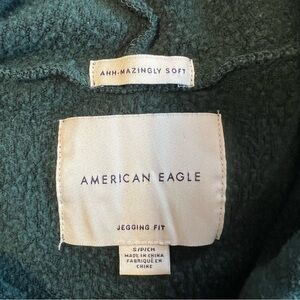 AHH-MAZINGLY SOFT
AMERICAN EAGLE
JEGGING FIT
S/P/CH
MADE IN CHINA
FABRIQUÉ EN
CHINE